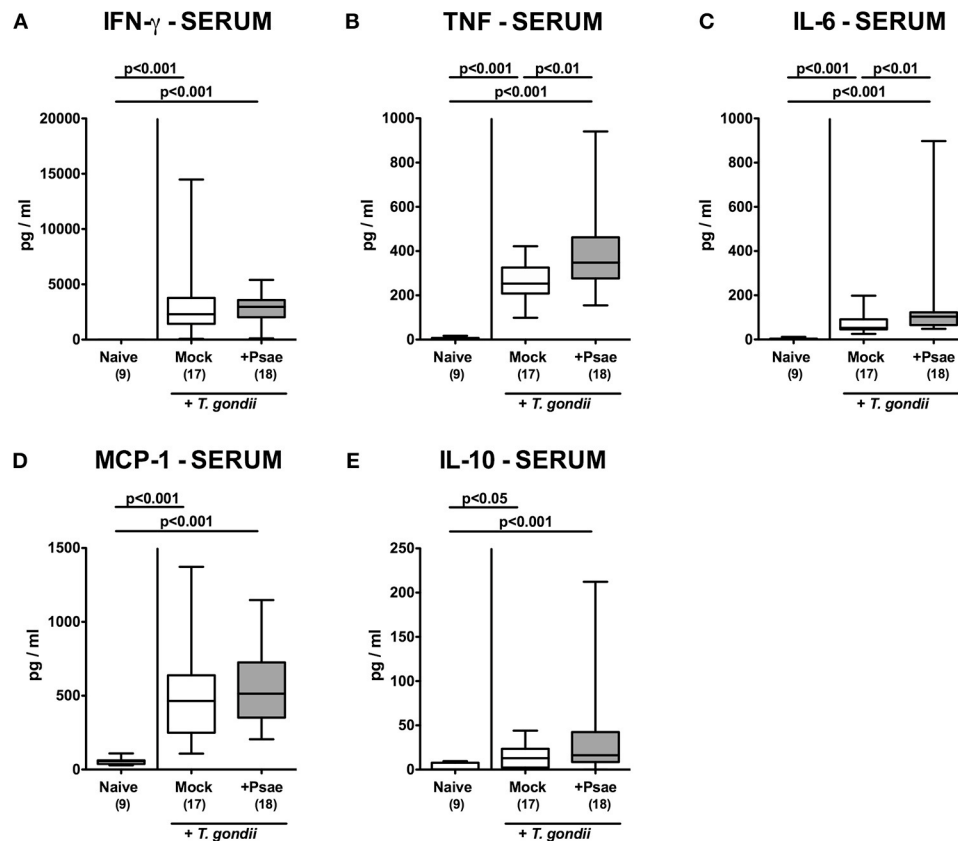 A IFN-γ - SERUM
p<0.001
p<0.001
20000
15000
10000
5000
0
pg / ml
Naive Mock +Psae
(9) (17) (18)
+ T. gondii
B TNF - SERUM
p<0.001 p<0.01
p<0.001
1000
800
600
400
200
0
pg / ml
Naive Mock +Psae
(9) (17) (18)
+ T. gondii
C IL-6 - SERUM
p<0.001 p<0.01
p<0.001
1000
800
600
400
200
0
pg / ml
Naive Mock +Psae
(9) (17) (18)
+ T. gondii
D MCP-1 - SERUM
p<0.001
p<0.001
1500
1000
500
0
pg / ml
Naive Mock +Psae
(9) (17) (18)
+ T. gondii
E IL-10 - SERUM
p<0.05
p<0.001
250
200
150
100
50
0
pg / ml
Naive Mock +Psae
(9) (17) (18)
+ T. gondii